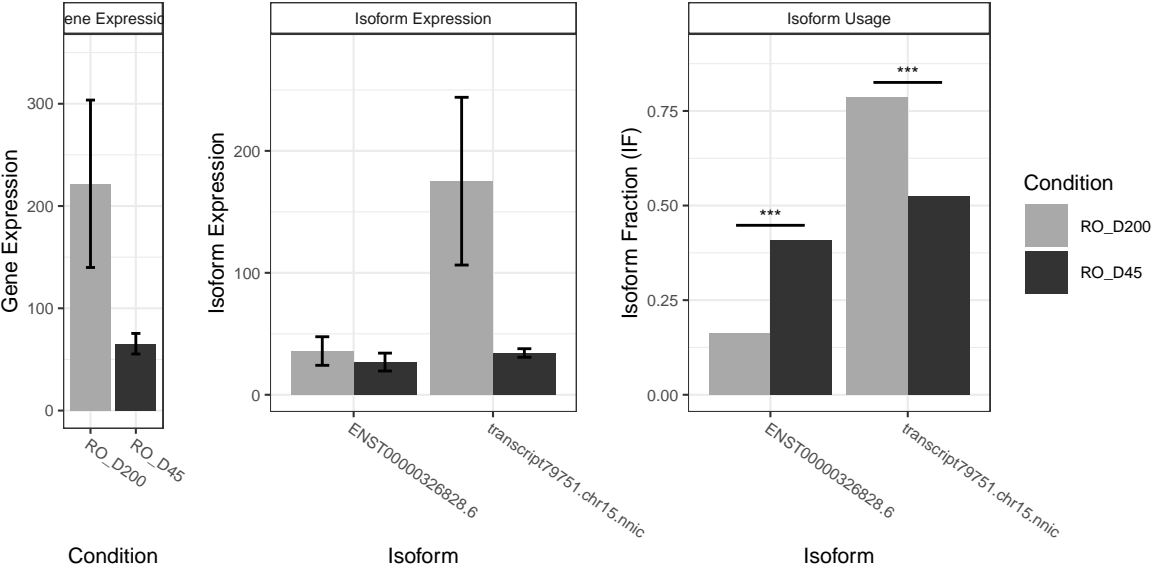 ene Expressio
Isoform Expression
Isoform Usage
Gene Expression
300
200
100
0
RO_D200
RO_D45
Condition
Isoform Expression
200
100
0
ENST00000326828.6
transcript79751.chr15.nnic
Isoform
Isoform Fraction (IF)
0.75
0.50
0.25
0.00
***
***
ENST00000326828.6
transcript79751.chr15.nnic
Isoform
Condition
RO_D200
RO_D45